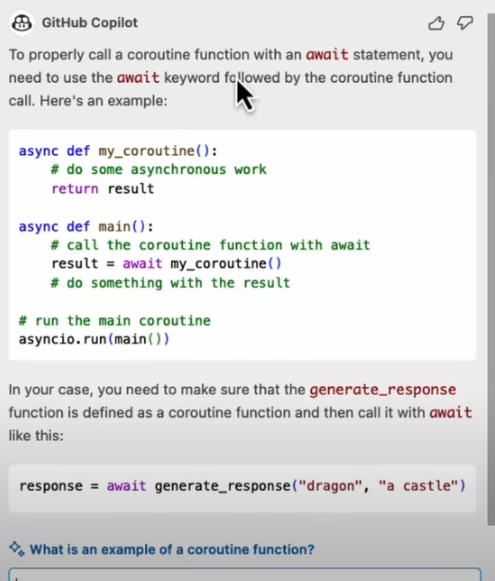 GitHub Copilot
To properly call a coroutine function with an await statement, you
need to use the await keyword followed by the coroutine function
call. Here's an example:
async def my_coroutine():
    # do some asynchronous work
    return result
async def main():
    # call the coroutine function with await
    result = await my_coroutine()
    # do something with the result
# run the main coroutine
asyncio.run(main())
In your case, you need to make sure that the generate_response
function is defined as a coroutine function and then call it with await
like this:
response = await generate_response("dragon", "a castle")
What is an example of a coroutine function?